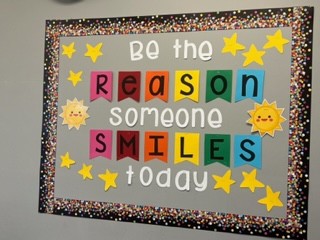 Be the
ReaSon
someone
SMILES
today